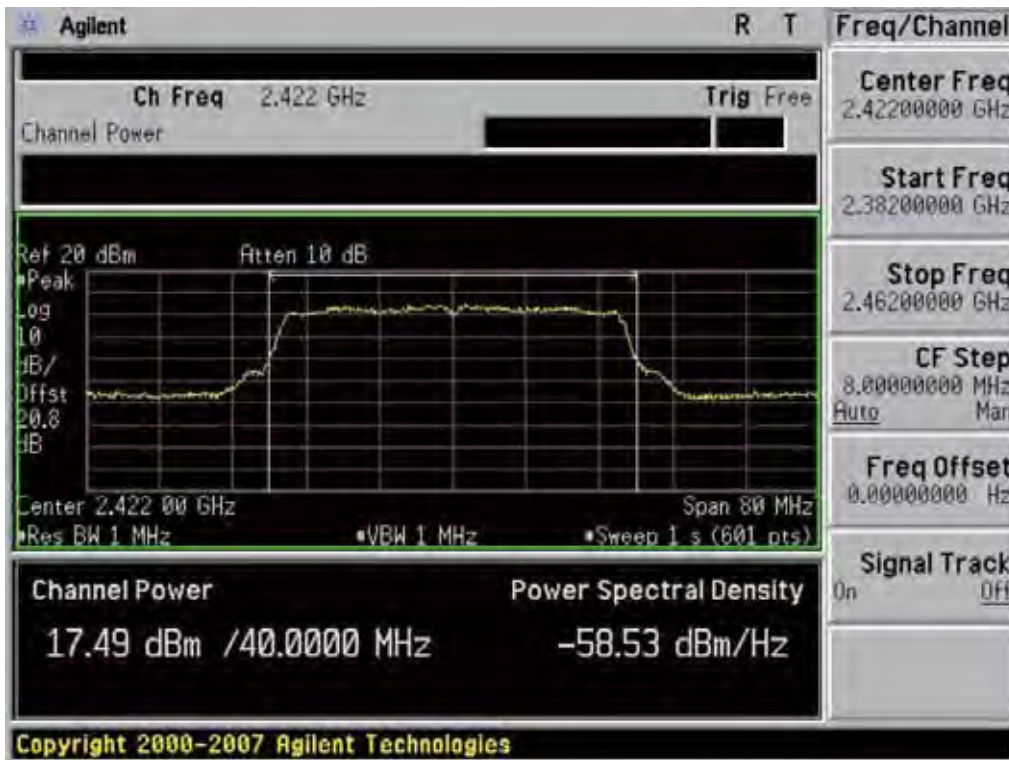 Agilent R T
Freq/Channel
Ch Freq 2.422 GHz Trig Free
Channel Power
Center Freq
2.42200000 GHz
Start Freq
2.38200000 GHz
Stop Freq
2.46200000 GHz
CF Step
8.00000000 MHz
Auto Man
Freq Offset
0.00000000 Hz
Signal Track
On Off
Ref 20 dBm Atten 10 dB
Peak
Log
10
dB/
Offst
20.8
dB
Center 2.422 00 GHz Span 80 MHz
Res BW 1 MHz VBW 1 MHz Sweep 1 s (601 pts)
Channel Power Power Spectral Density
17.49 dBm /40.0000 MHz -58.53 dBm/Hz
Copyright 2000-2007 Agilent Technologies